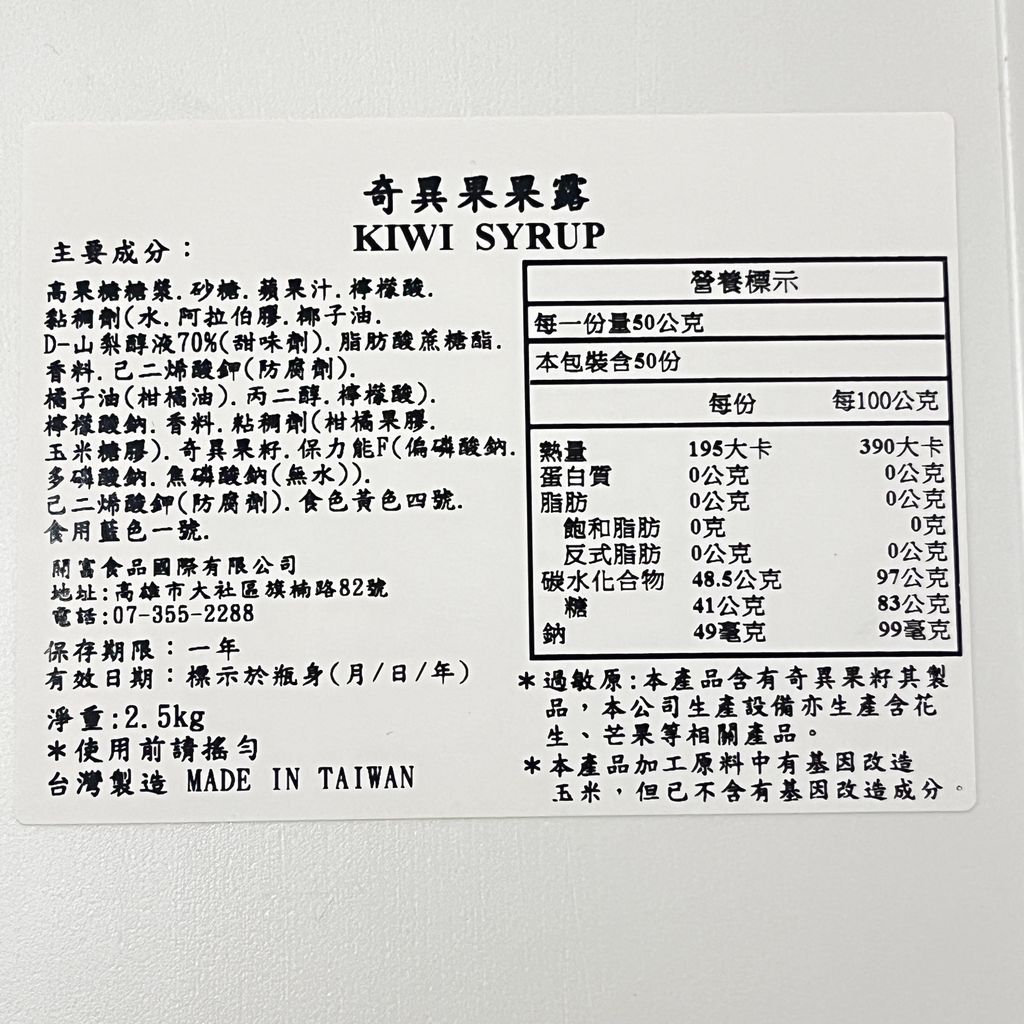 奇異果果露
KIWI SYRUP
主要成分：
高果糖糖漿.砂糖.蘋果汁.檸檬酸.
黏稠劑(水.阿拉伯膠.椰子油.
D-山梨醇液70%(甜味劑).脂肪酸蔗糖酯.
香料.己二烯酸鉀(防腐劑).
橘子油(柑橘油).丙二醇.檸檬酸).
檸檬酸鈉.香料.粘稠劑(柑橘果膠.
玉米糖膠).奇異果籽.保力能F(偏磷酸鈉.
多磷酸鈉.焦磷酸鈉(無水)).
己二烯酸鉀(防腐劑).食色黃色四號.
食用藍色一號.
開富食品國際有限公司
地址:高雄市大社區旗楠路82號
電話:07-355-2288
保存期限：一年
有效日期：標示於瓶身(月/日/年)
淨重:2.5kg
＊使用前請搖勻
台灣製造 MADE IN TAIWAN
營養標示
每一份量50公克
本包裝含50份
每份 每100公克
熱量 195大卡 390大卡
蛋白質 0公克 0公克
脂肪 0公克 0公克
飽和脂肪 0克 0克
反式脂肪 0公克 0公克
碳水化合物 48.5公克 97公克
糖 41公克 83公克
鈉 49毫克 99毫克
＊過敏原:本產品含有奇異果籽其製
品，本公司生產設備亦生產含花
生、芒果等相關產品。
＊本產品加工原料中有基因改造
玉米，但已不含有基因改造成分。